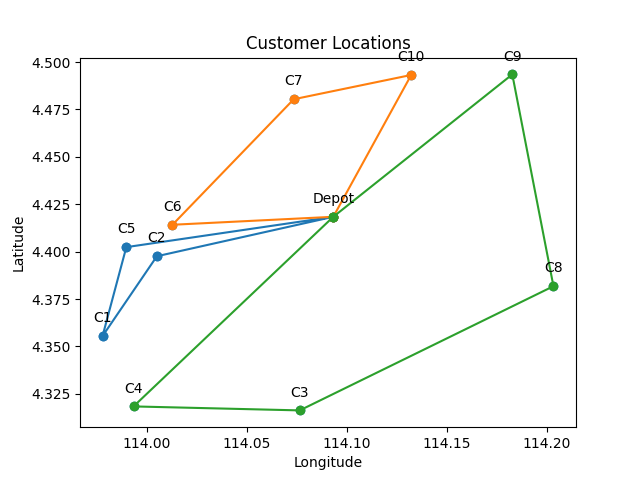 Customer Locations
4.500
4.475
4.450
4.425
4.400
4.375
4.350
4.325
Latitude
C10
C9
C7
C6
Depot
C5
C2
C8
C1
C4
C3
114.00
114.05
114.10
114.15
114.20
Longitude